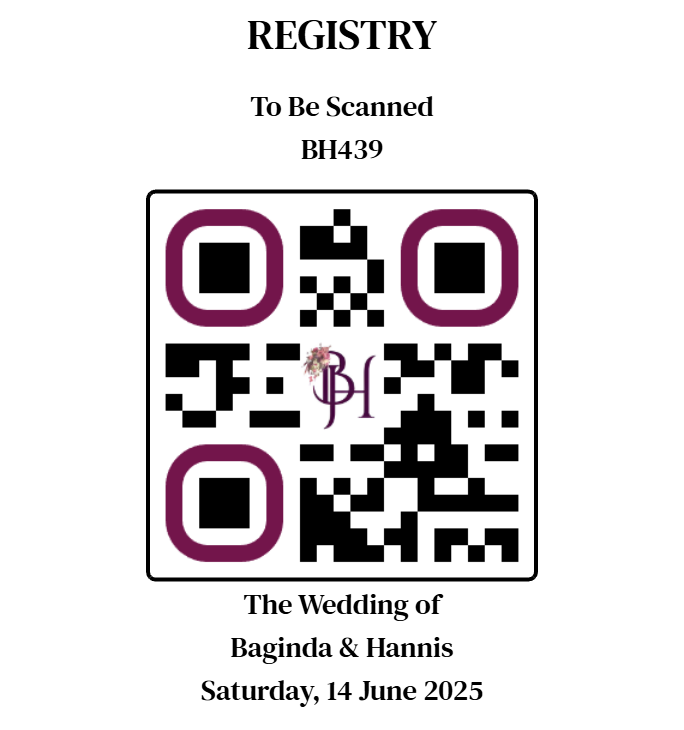 REGISTRY
To Be Scanned
BH439
BH
The Wedding of
Baginda & Hannis
Saturday, 14 June 2025